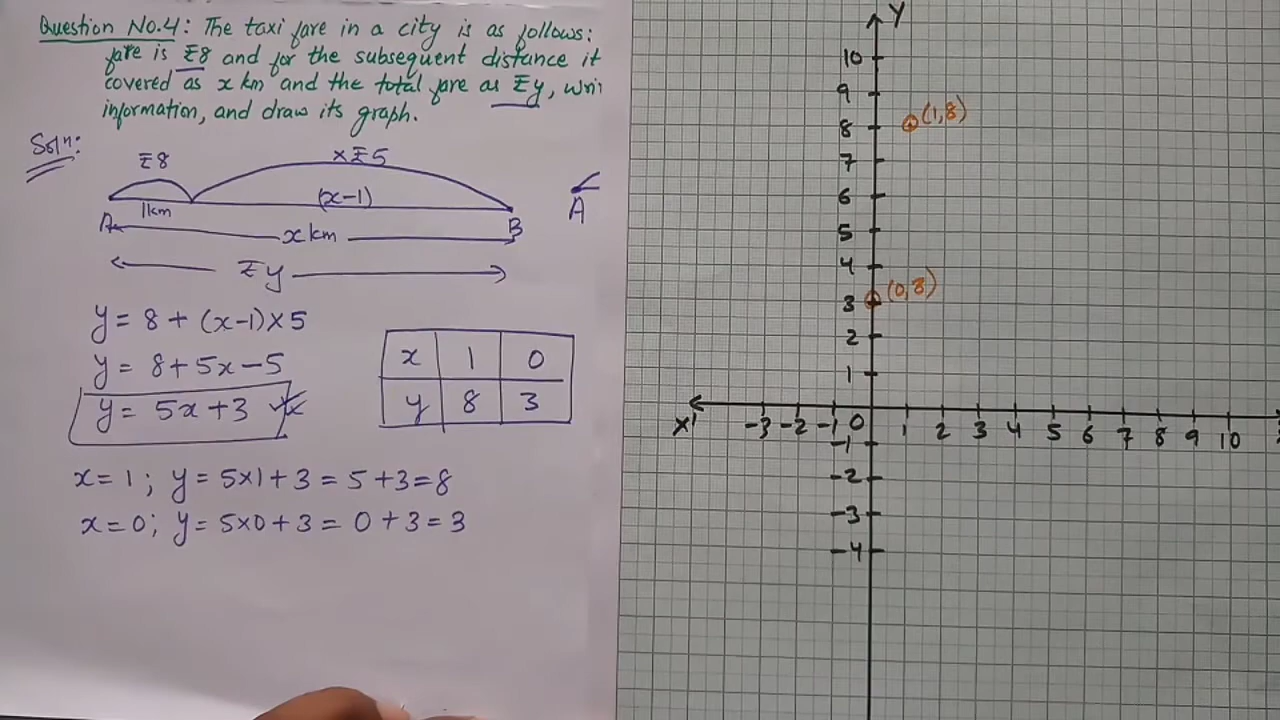 Question No.4: The taxi fare in a city is as follows:
fare is ₹8 and for the subsequent distance it
covered as x km and the total fare as ₹y, wri
information, and draw its graph.
Soln:
₹8
x₹5
(x-1)
1km
A
B
A
x km
₹y
y = 8 + (x-1)×5
y = 8+5x-5
y = 5x+3
x 1 0
y 8 3
x=1; y= 5×1+3 = 5+3=8
x=0; y= 5×0+3 = 0+3=3
Y
10
9
8 (1,8)
7
6
5
4
3 (0,3)
2
1
X' -3 -2 -1 0 1 2 3 4 5 6 7 8 9 10
-1
-2
-3
-4